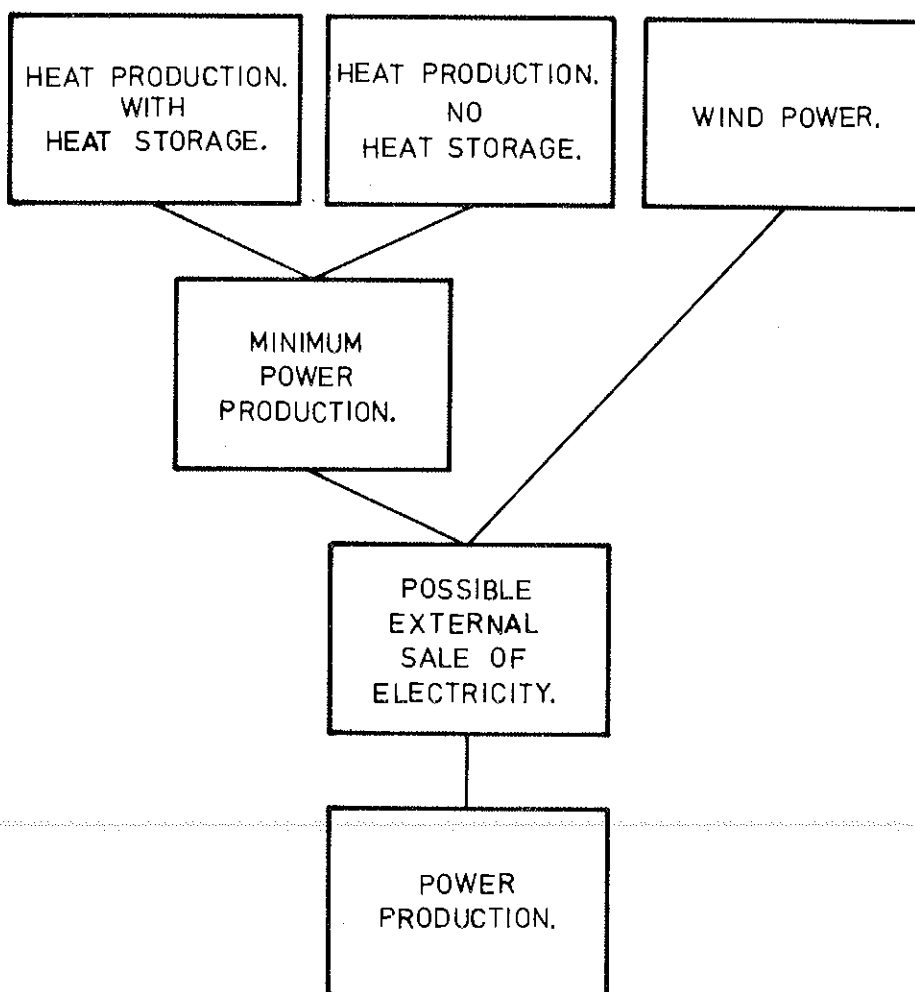 HEAT PRODUCTION.
WITH
HEAT STORAGE.
HEAT PRODUCTION.
NO
HEAT STORAGE.
WIND POWER.
MINIMUM
POWER
PRODUCTION.
POSSIBLE
EXTERNAL
SALE OF
ELECTRICITY.
POWER
PRODUCTION.